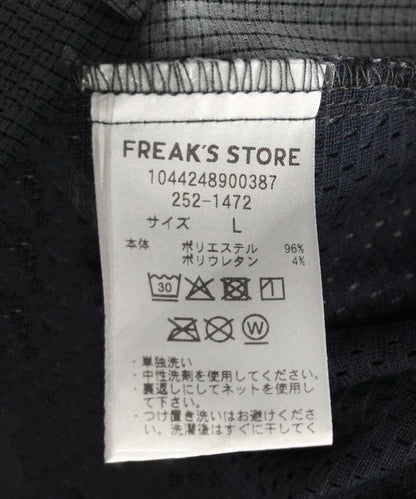 FREAK'S STORE
1044248900387
252-1472
サイズ L
本体 ポリエステル 96%
ポリウレタン 4%
30
W
・単独洗い
・中性洗剤を使用してください。
・裏返しにしてネットを使用し
て下さい。
・つけ置き洗いはお避けくださ
い。洗濯後はすぐに干してく